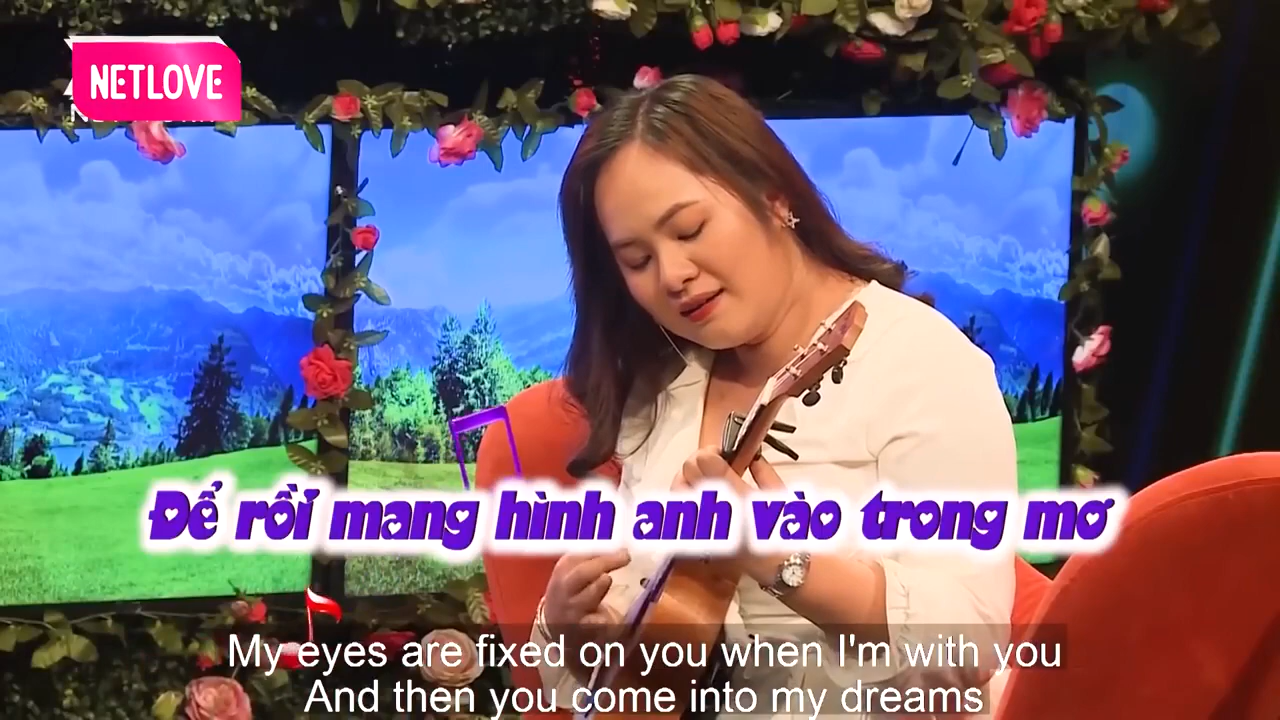 NETLOVE
Để rồi mang hình anh vào trong mơ
My eyes are fixed on you when I'm with you
And then you come into my dreams